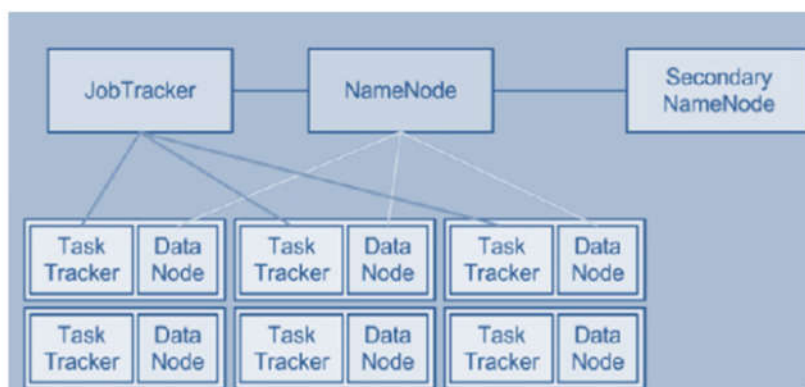 JobTracker
NameNode
Secondary
NameNode
Task
Tracker
Data
Node
Task
Tracker
Data
Node
Task
Tracker
Data
Node
Task
Tracker
Data
Node
Task
Tracker
Data
Node
Task
Tracker
Data
Node